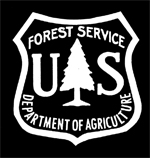 FOREST SERVICE
U S
DEPARTMENT OF AGRICULTURE